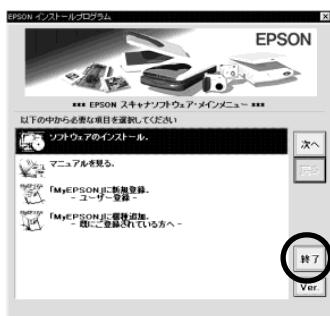 EPSON インストールプログラム
EPSON
*** EPSON スキャナソフトウェア・メインメニュー ***
以下の中から必要な項目を選択してください
ソフトウェアのインストール.
マニュアルを見る.
「MyEPSON」に新規登録.
- ユーザー登録 -
「MyEPSON」に機種追加.
- 既にご登録されている方へ -
次へ
終了
Ver.